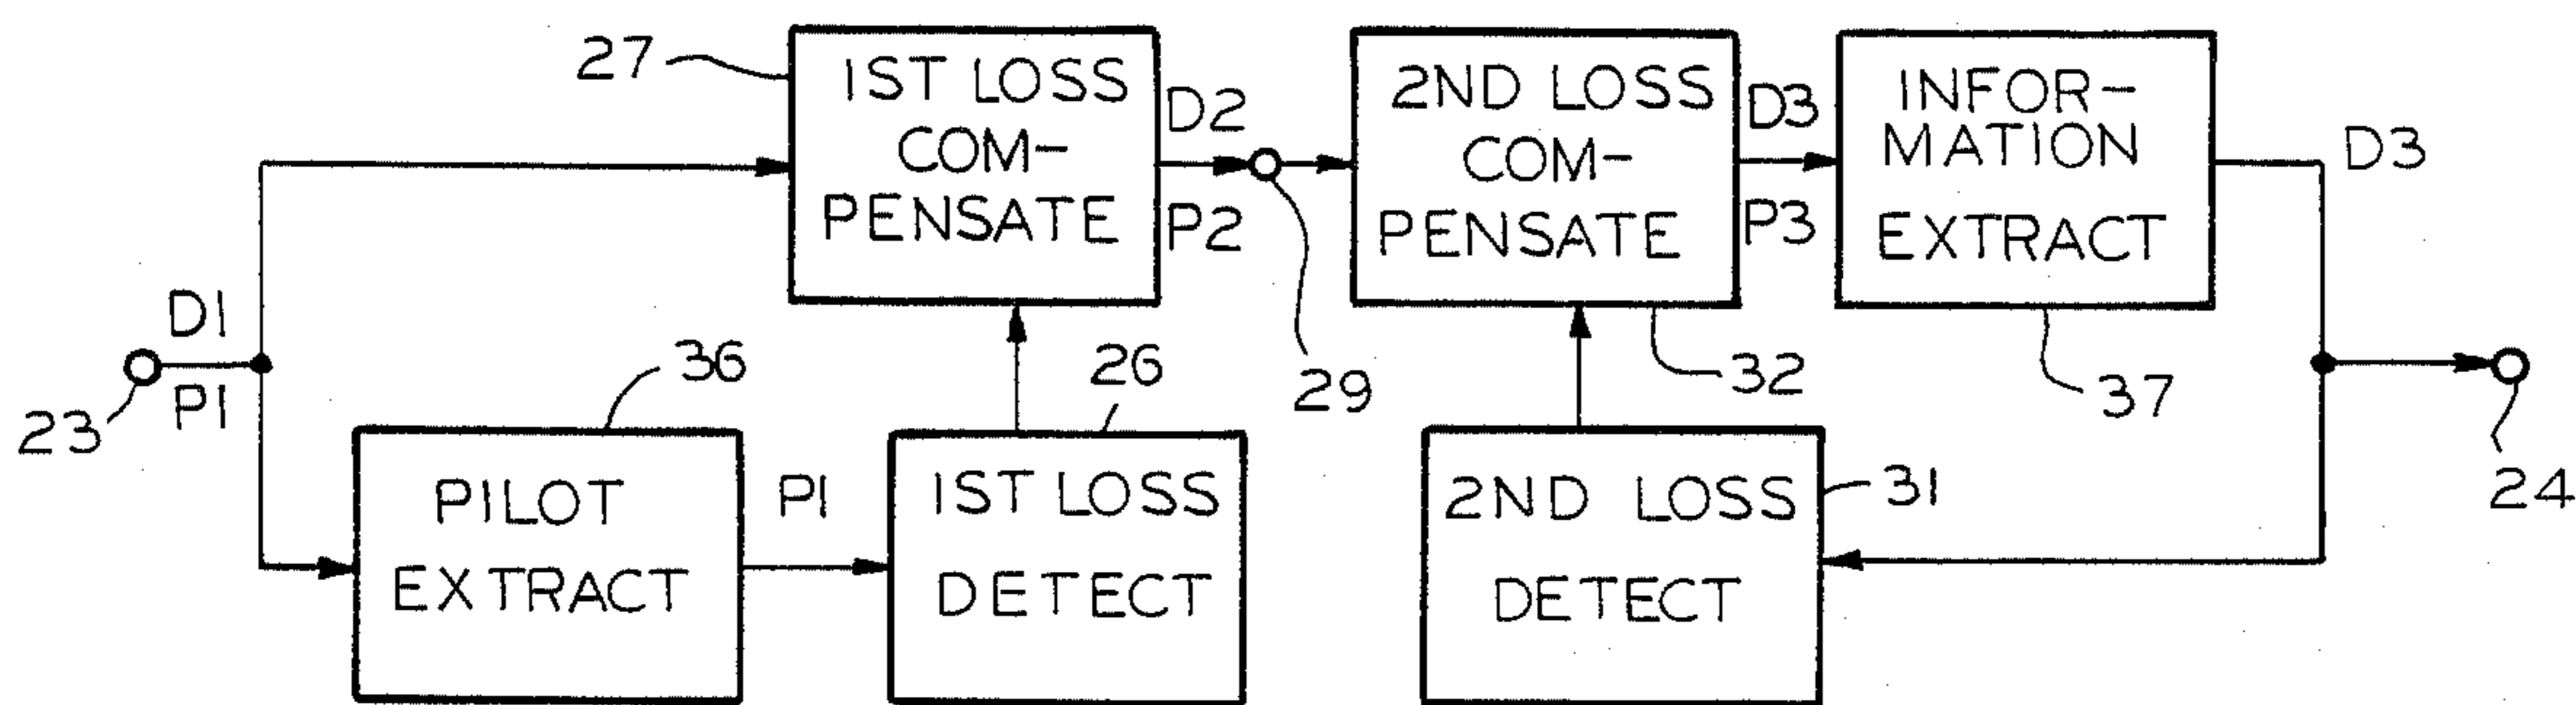 27
1ST LOSS
COM-
PENSATE
D2
P2
29
2ND LOSS
COM-
PENSATE
D3
P3
INFOR-
MATION
EXTRACT
D3
D1
P1
23
36
PILOT
EXTRACT
P1
26
1ST LOSS
DETECT
32
37
2ND LOSS
DETECT
31
24